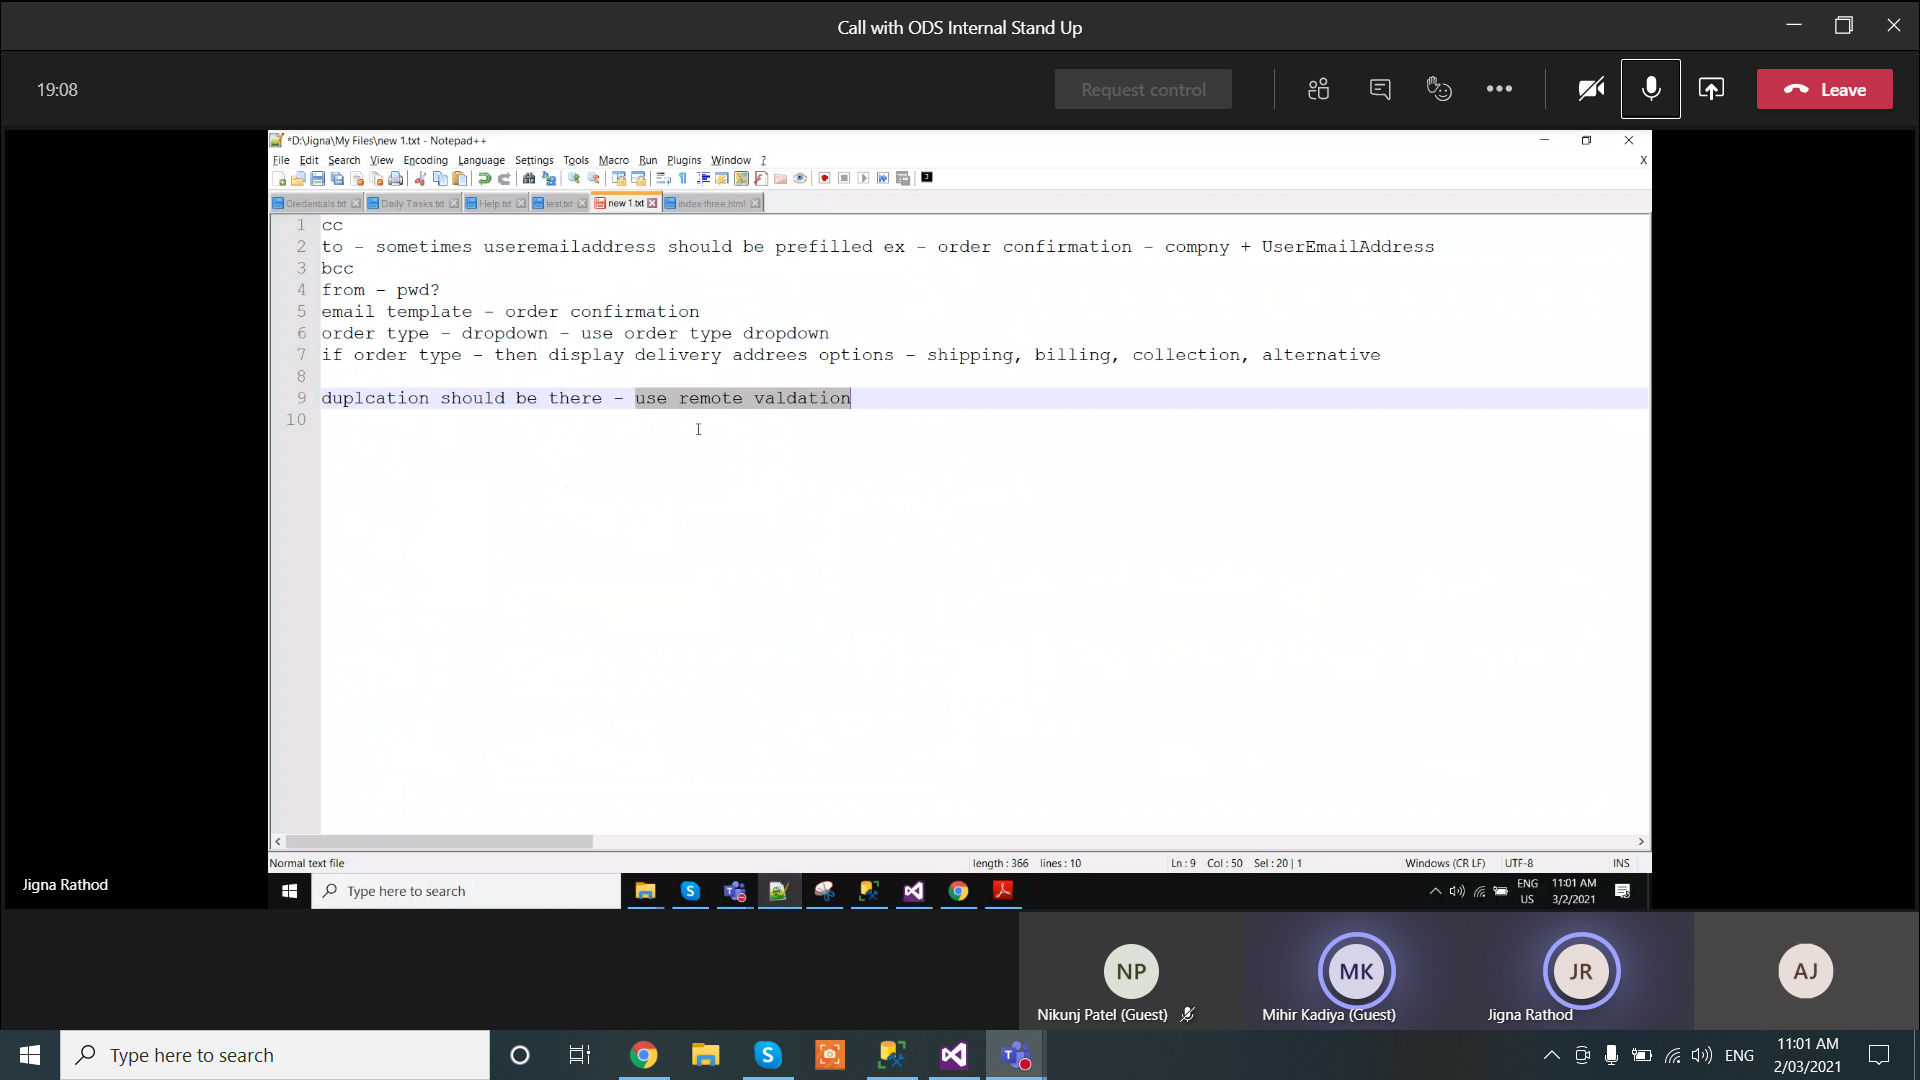 Call with ODS Internal Stand Up
19:08
Request control
Leave
*D:\Jigna\My Files\new 1.txt - Notepad++
File Edit Search View Encoding Language Settings Tools Macro Run Plugins Window ?
X
Credentials.txt Daily Tasks.txt Help.txt test.txt new 1.txt index-three.html
1 cc
2 to - sometimes useremailaddress should be prefilled ex - order confirmation - compny + UserEmailAddress
3 bcc
4 from - pwd?
5 email template - order confirmation
6 order type - dropdown - use order type dropdown
7 if order type - then display delivery addrees options - shipping, billing, collection, alternative
8
9 duplcation should be there - use remote valdation
10
Normal text file length : 366 lines : 10 Ln : 9 Col : 50 Sel : 20 | 1 Windows (CR LF) UTF-8 INS
Jigna Rathod
Type here to search
ENG
US
11:01 AM
3/2/2021
NP
Nikunj Patel (Guest)
MK
Mihir Kadiya (Guest)
JR
Jigna Rathod
AJ
Type here to search
ENG
11:01 AM
2/03/2021